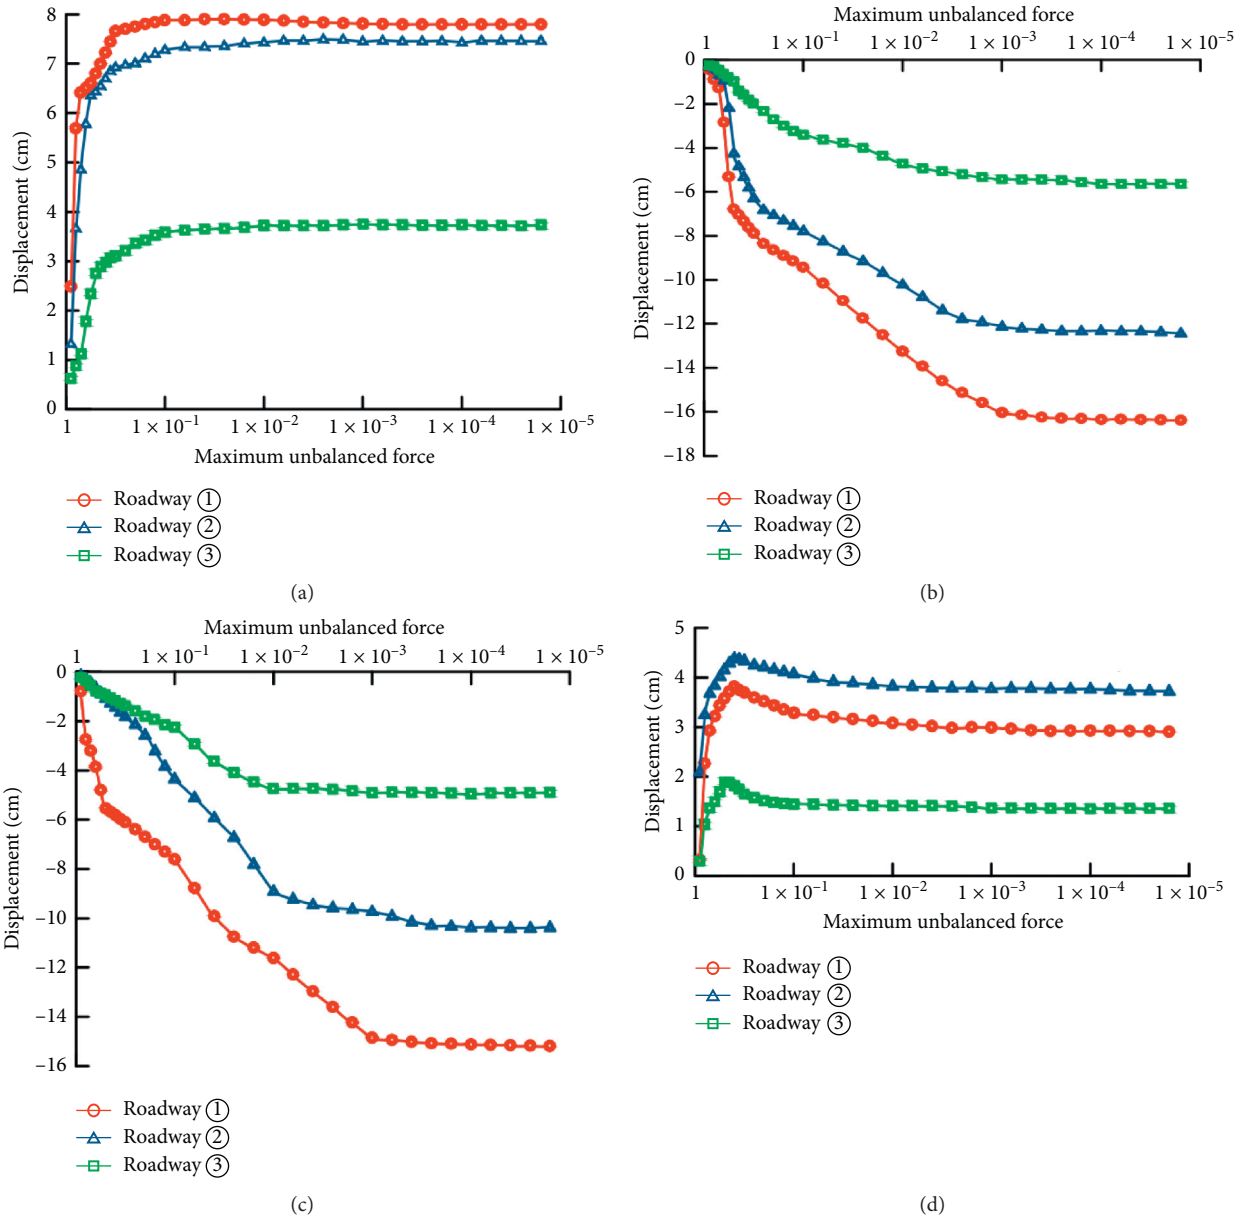 8
7
6
5
4
3
2
1
0
Displacement (cm)
1
1 × 10⁻¹
1 × 10⁻²
1 × 10⁻³
1 × 10⁻⁴
1 × 10⁻⁵
Maximum unbalanced force
Roadway ①
Roadway ②
Roadway ③
(a)
Maximum unbalanced force
1
1 × 10⁻¹
1 × 10⁻²
1 × 10⁻³
1 × 10⁻⁴
1 × 10⁻⁵
0
–2
–4
–6
–8
–10
–12
–14
–16
–18
Displacement (cm)
Roadway ①
Roadway ②
Roadway ③
(b)
Maximum unbalanced force
1
1 × 10⁻¹
1 × 10⁻²
1 × 10⁻³
1 × 10⁻⁴
1 × 10⁻⁵
0
–2
–4
–6
–8
–10
–12
–14
–16
Displacement (cm)
Roadway ①
Roadway ②
Roadway ③
(c)
5
4
3
2
1
0
Displacement (cm)
1
1 × 10⁻¹
1 × 10⁻²
1 × 10⁻³
1 × 10⁻⁴
1 × 10⁻⁵
Maximum unbalanced force
Roadway ①
Roadway ②
Roadway ③
(d)